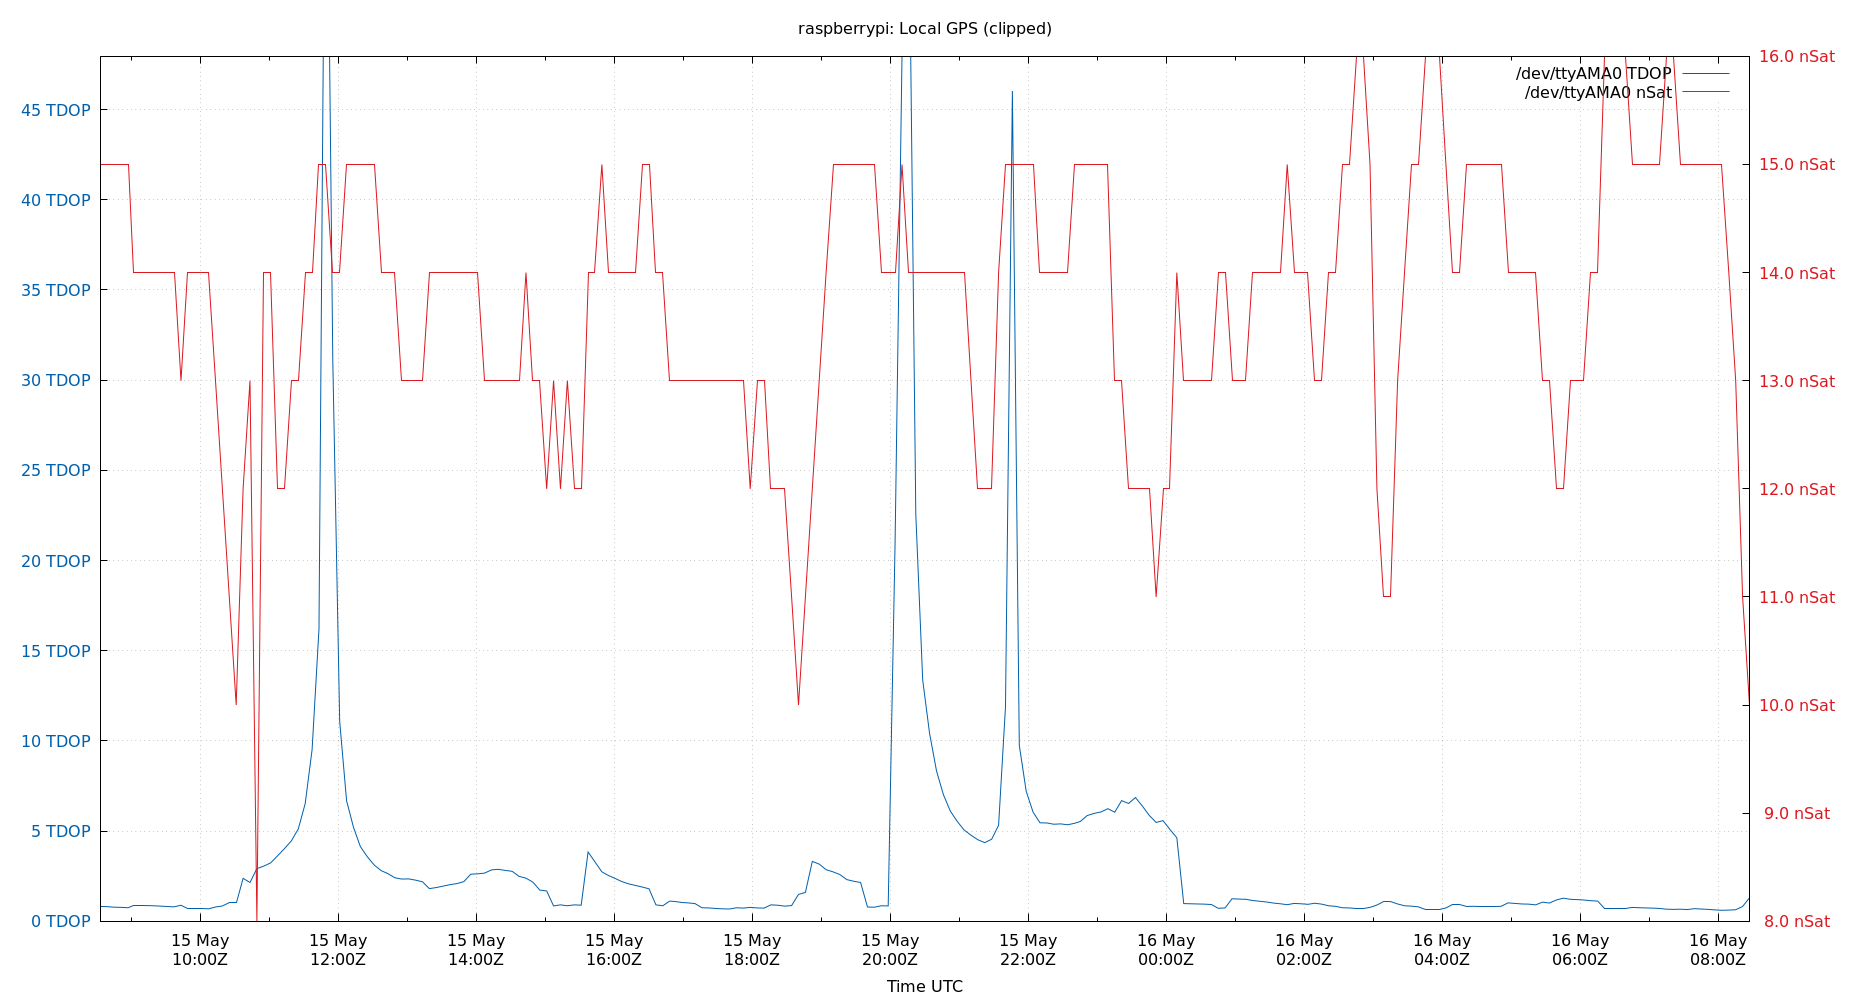 raspberrypi: Local GPS (clipped)
/dev/ttyAMA0 TDOP
/dev/ttyAMA0 nSat
45 TDOP
40 TDOP
35 TDOP
30 TDOP
25 TDOP
20 TDOP
15 TDOP
10 TDOP
5 TDOP
0 TDOP
16.0 nSat
15.0 nSat
14.0 nSat
13.0 nSat
12.0 nSat
11.0 nSat
10.0 nSat
9.0 nSat
8.0 nSat
15 May 15 May 15 May 15 May 15 May 15 May 15 May 16 May 16 May 16 May 16 May 16 May
10:00Z 12:00Z 14:00Z 16:00Z 18:00Z 20:00Z 22:00Z 00:00Z 02:00Z 04:00Z 06:00Z 08:00Z
Time UTC